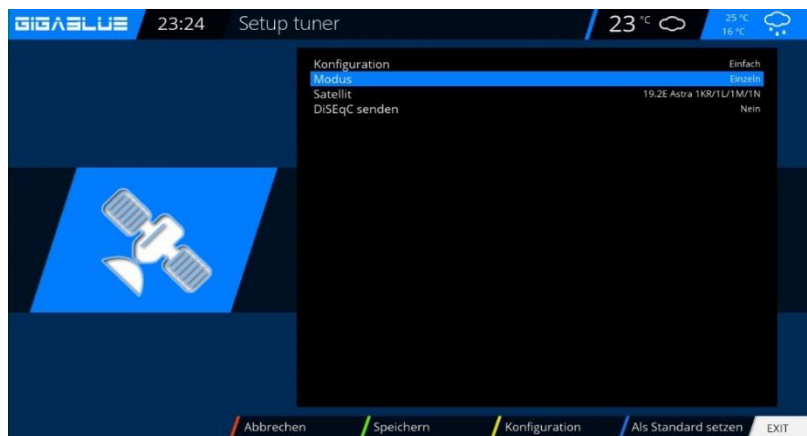 GIGABLUE 23:24 Setup tuner 23 °C 25 °C
16 °C
Konfiguration Einfach
Modus Einzeln
Satellit 19.2E Astra 1KR/1L/1M/1N
DiSEqC senden Nein
Abbrechen Speichern Konfiguration Als Standard setzen EXIT